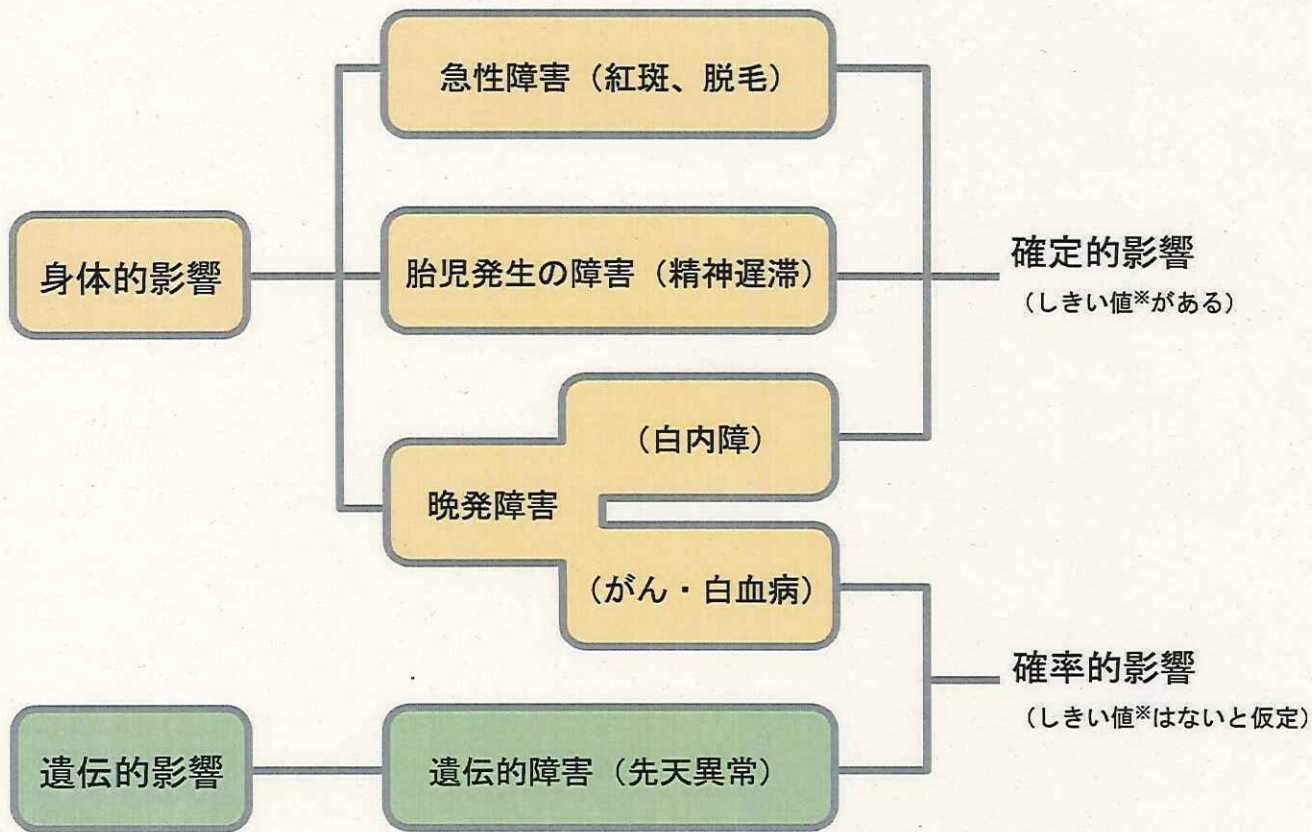 急性障害（紅斑、脱毛）
身体的影響
胎児発生の障害（精神遅滞）
確定的影響
（しきい値※がある）
（白内障）
晩発障害
（がん・白血病）
確率的影響
（しきい値※はないと仮定）
遺伝的影響
遺伝的障害（先天異常）